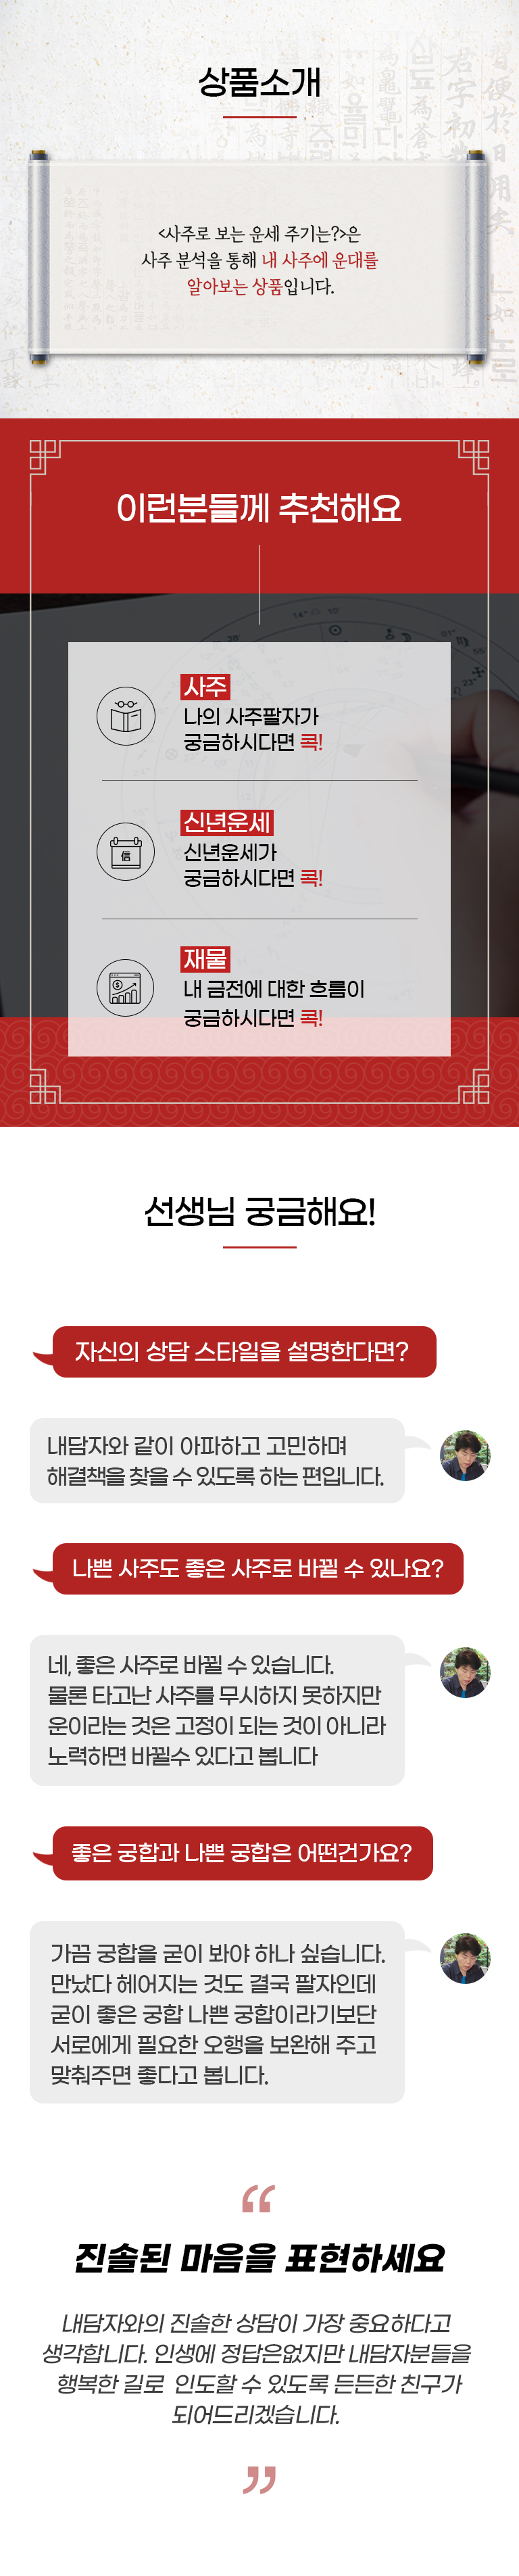 상품소개
<사주로 보는 운세 주기는?>은
사주 분석을 통해 내 사주에 운대를
알아보는 상품입니다.
이런분들께 추천해요
사주
나의 사주팔자가
궁금하시다면 콕!
信
신년운세
신년운세가
궁금하시다면 콕!
$
재물
내 금전에 대한 흐름이
궁금하시다면 콕!
선생님 궁금해요!
자신의 상담 스타일을 설명한다면?
내담자와 같이 아파하고 고민하며
해결책을 찾을 수 있도록 하는 편입니다.
나쁜 사주도 좋은 사주로 바뀔 수 있나요?
네, 좋은 사주로 바뀔 수 있습니다.
물론 타고난 사주를 무시하지 못하지만
운이라는 것은 고정이 되는 것이 아니라
노력하면 바뀔수 있다고 봅니다
좋은 궁합과 나쁜 궁합은 어떤건가요?
가끔 궁합을 굳이 봐야 하나 싶습니다.
만났다 헤어지는 것도 결국 팔자인데
굳이 좋은 궁합 나쁜 궁합이라기보단
서로에게 필요한 오행을 보완해 주고
맞춰주면 좋다고 봅니다.
“
진솔된 마음을 표현하세요
내담자와의 진솔한 상담이 가장 중요하다고
생각합니다. 인생에 정답은없지만 내담자분들을
행복한 길로  인도할 수 있도록 든든한 친구가
되어드리겠습니다.
”